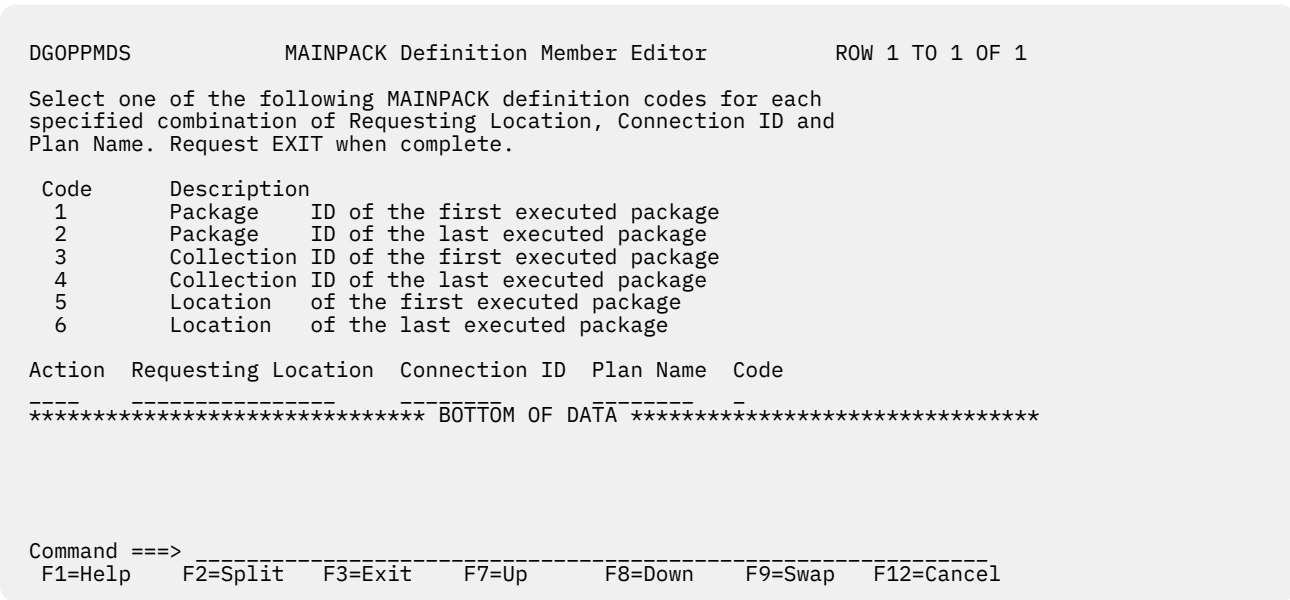 DGOPPMDS            MAINPACK Definition Member Editor          ROW 1 TO 1 OF 1
Select one of the following MAINPACK definition codes for each
specified combination of Requesting Location, Connection ID and
Plan Name. Request EXIT when complete.
 Code      Description
  1        Package    ID of the first executed package
  2        Package    ID of the last executed package
  3        Collection ID of the first executed package
  4        Collection ID of the last executed package
  5        Location   of the first executed package
  6        Location   of the last executed package
Action  Requesting Location  Connection ID  Plan Name  Code
____    ________________     ________       ________   _
******************************* BOTTOM OF DATA ********************************
Command ===> ______________________________________________________________
 F1=Help    F2=Split   F3=Exit    F7=Up      F8=Down    F9=Swap   F12=Cancel